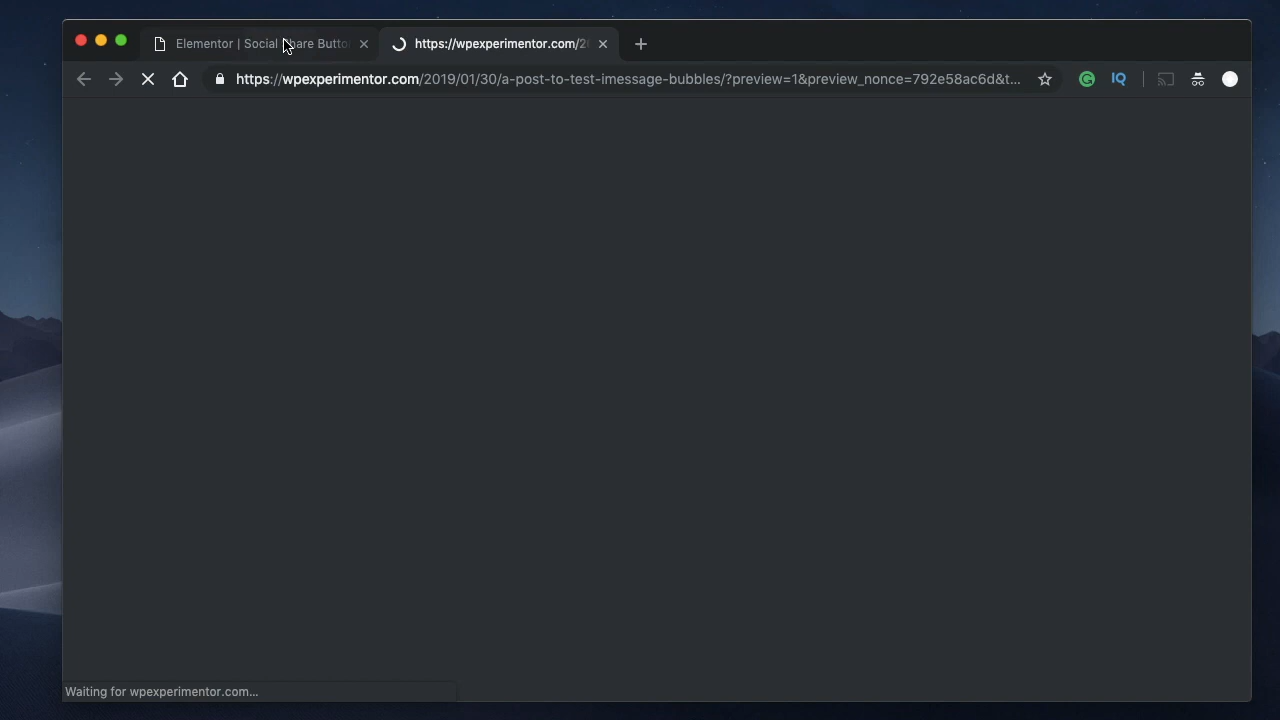 Elementor | Social Share Butto
https://wpexperimentor.com/2
https://wpexperimentor.com/2019/01/30/a-post-to-test-imessage-bubbles/?preview=1&preview_nonce=792e58ac6d&t...
IQ
Waiting for wpexperimentor.com...